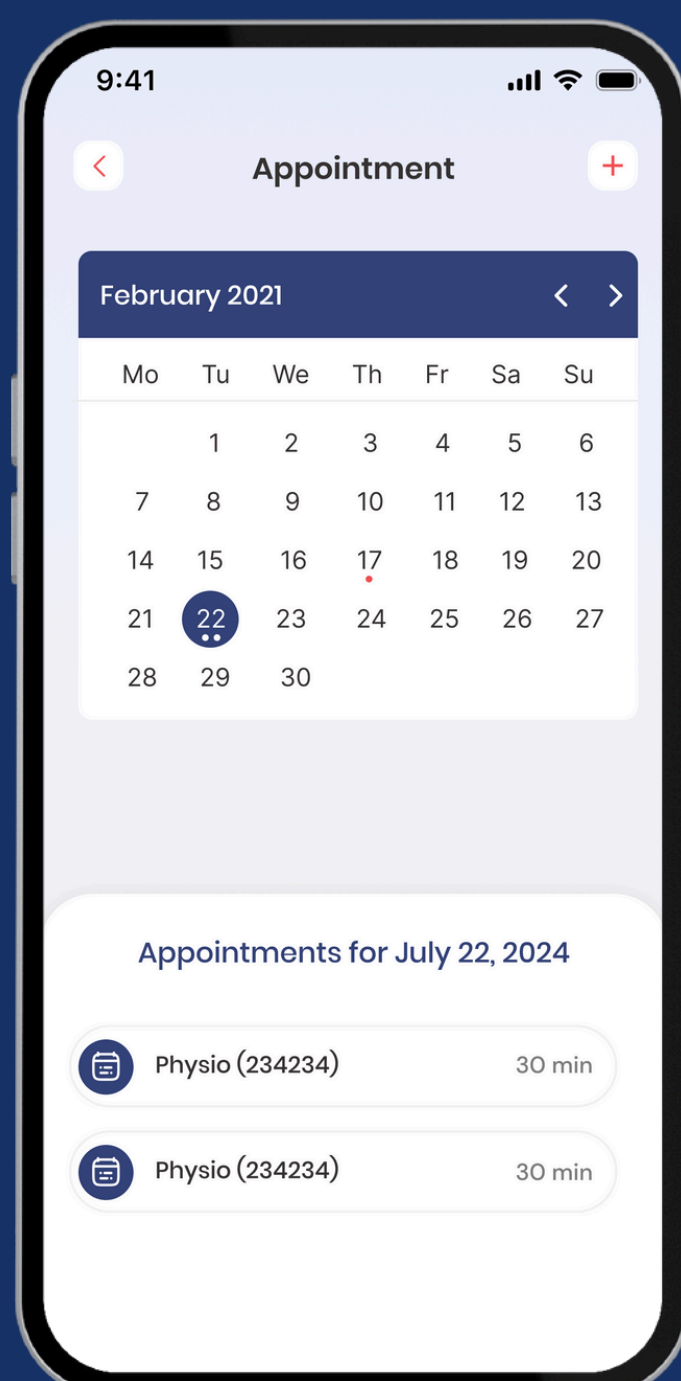 9:41
Appointment
February 2021
Mo Tu We Th Fr Sa Su
1 2 3 4 5 6
7 8 9 10 11 12 13
14 15 16 17 18 19 20
21 22 23 24 25 26 27
28 29 30
Appointments for July 22, 2024
Physio (234234) 30 min
Physio (234234) 30 min